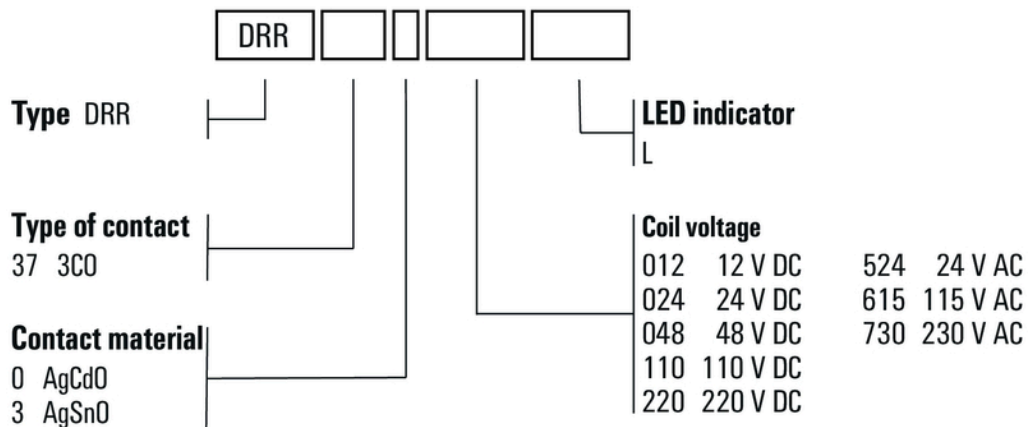 DRR
Type DRR
LED indicator
L
Type of contact
37 3CO
Contact material
0 AgCdO
3 AgSnO
Coil voltage
012 12 V DC 524 24 V AC
024 24 V DC 615 115 V AC
048 48 V DC 730 230 V AC
110 110 V DC
220 220 V DC